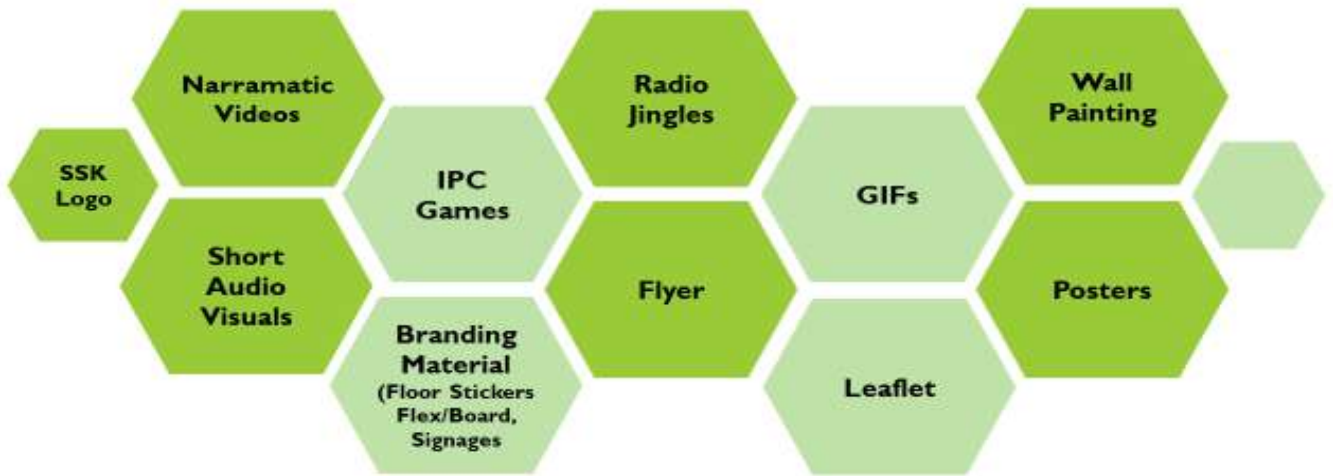 SSK
Logo
Narramatic
Videos
Short
Audio
Visuals
IPC
Games
Branding
Material
(Floor Stickers
Flex/Board,
Signages
Radio
Jingles
Flyer
GIFs
Leaflet
Wall
Painting
Posters